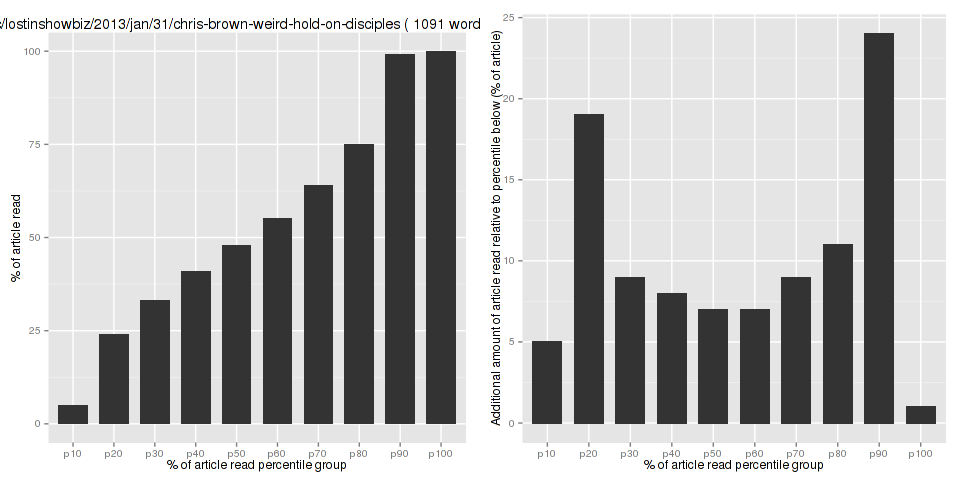 /lostinshowbiz/2013/jan/31/chris-brown-weird-hold-on-disciples ( 1091 word
% of article read
100
75
50
25
0
p10 p20 p30 p40 p50 p60 p70 p80 p90 p100
% of article read percentile group
Additional amount of article read relative to percentile below (% of article)
25
20
15
10
5
0
p10 p20 p30 p40 p50 p60 p70 p80 p90 p100
% of article read percentile group